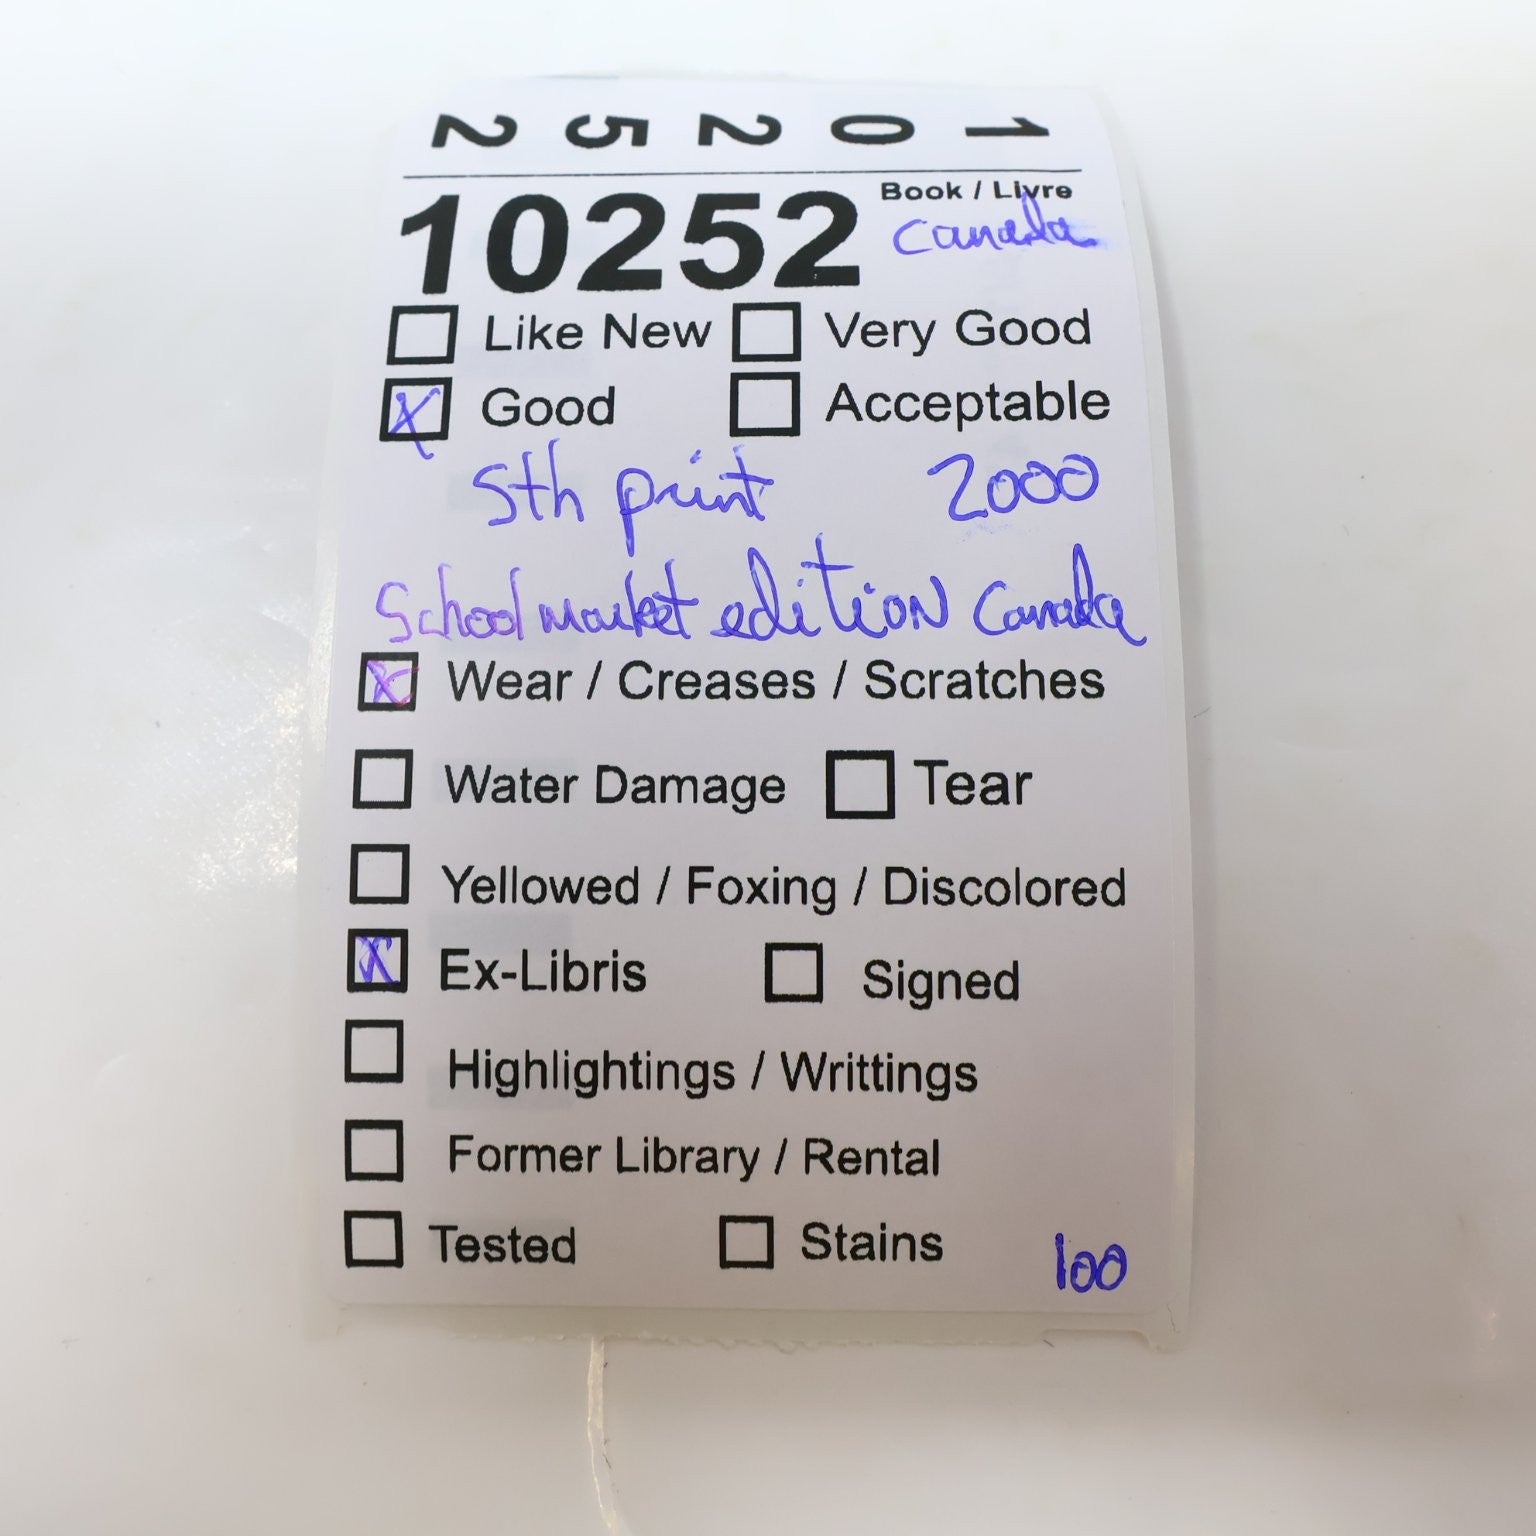 10252
10252 Book / Livre
Canada
Like New Very Good
Good Acceptable
5th print 2000
School market edition Canada
Wear / Creases / Scratches
Water Damage Tear
Yellowed / Foxing / Discolored
Ex-Libris Signed
Highlightings / Writtings
Former Library / Rental
Tested Stains
100